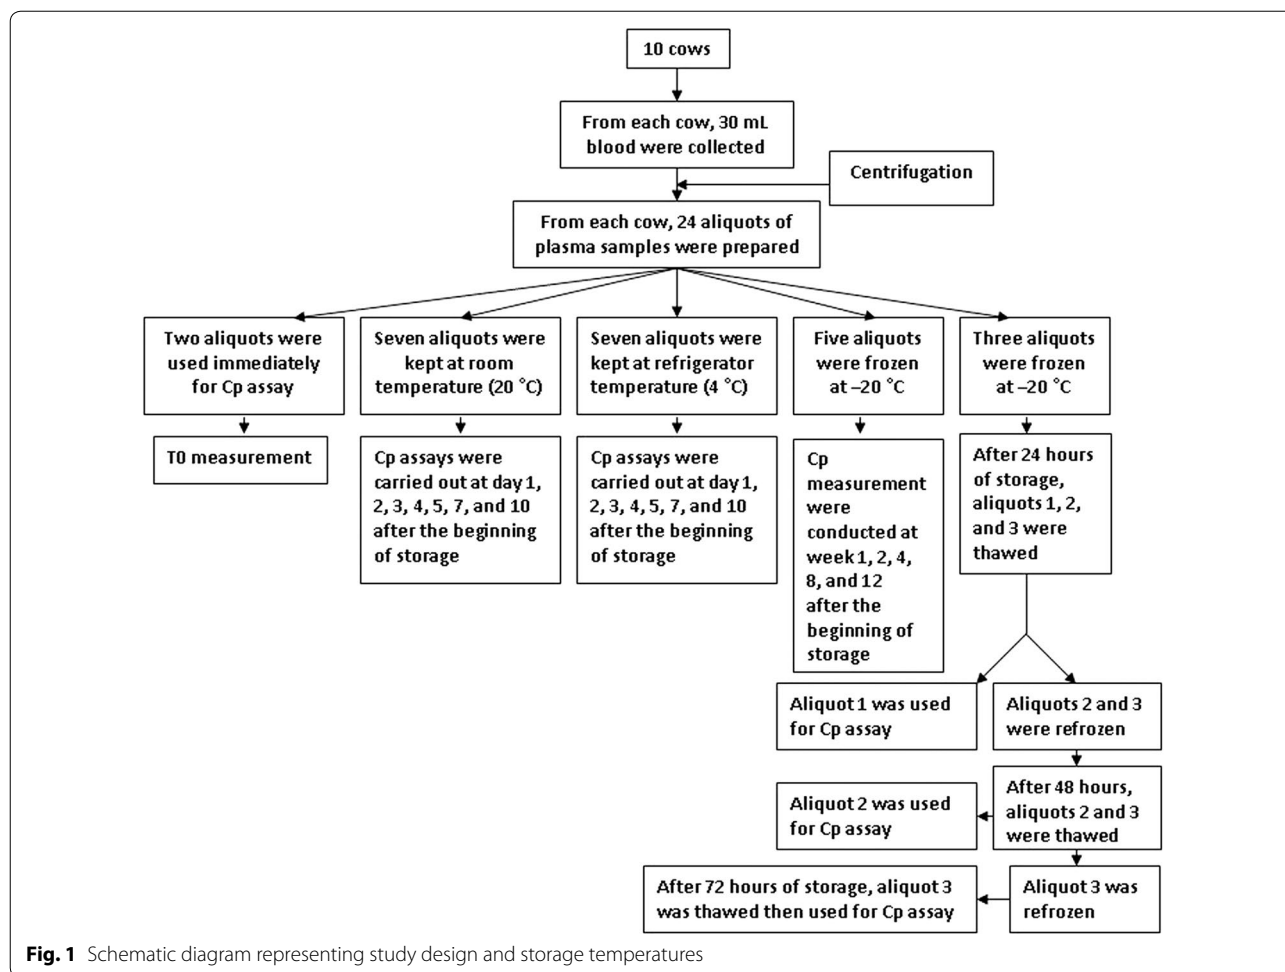 10 cows
From each cow, 30 mL
blood were collected
Centrifugation
From each cow, 24 aliquots of
plasma samples were prepared
Two aliquots were
used immediately
for Cp assay
Seven aliquots were
kept at room
temperature (20 °C)
Seven aliquots were
kept at refrigerator
temperature (4 °C)
Five aliquots
were frozen
at –20 °C
Three aliquots
were frozen
at –20 °C
T0 measurement
Cp assays were
carried out at day 1,
2, 3, 4, 5, 7, and 10
after the beginning
of storage
Cp assays were
carried out at day 1,
2, 3, 4, 5, 7, and 10
after the beginning
of storage
Cp
measurement
were
conducted at
week 1, 2, 4,
8, and 12
after the
beginning of
storage
After 24 hours
of storage,
aliquots 1, 2,
and 3 were
thawed
Aliquot 1 was used
for Cp assay
Aliquots 2 and 3
were refrozen
Aliquot 2 was used
for Cp assay
After 48 hours,
aliquots 2 and 3
were thawed
After 72 hours of storage, aliquot 3
was thawed then used for Cp assay
Aliquot 3 was
refrozen
Fig. 1 Schematic diagram representing study design and storage temperatures